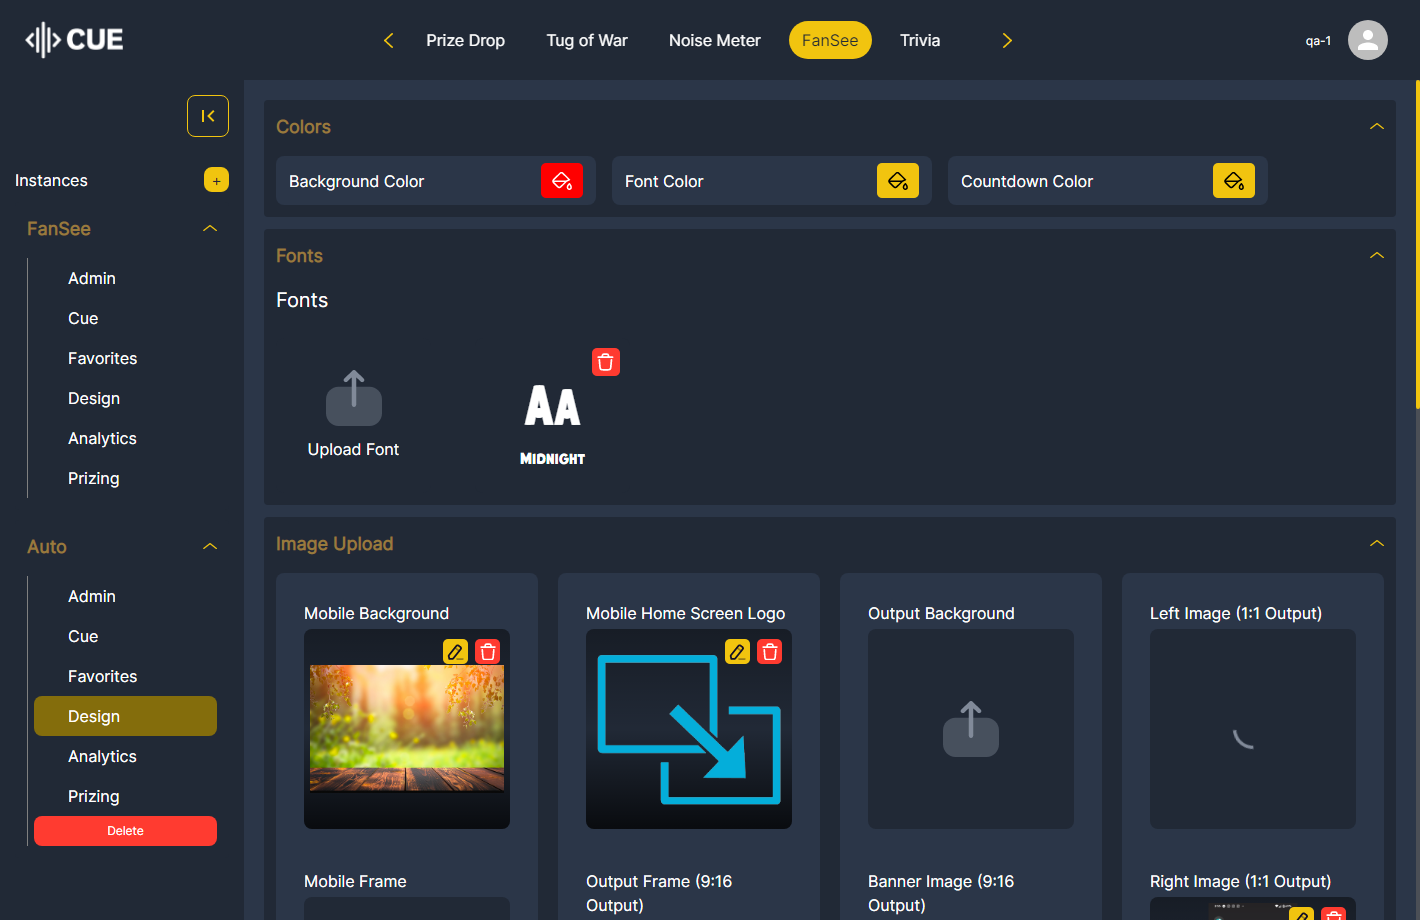 CUE
Prize Drop
Tug of War
Noise Meter
FanSee
Trivia
qa-1
Instances
+
FanSee
Admin
Cue
Favorites
Design
Analytics
Prizing
Auto
Admin
Cue
Favorites
Design
Analytics
Prizing
Delete
Colors
Background Color
Font Color
Countdown Color
Fonts
Fonts
Upload Font
AA
MIDNIGHT
Image Upload
Mobile Background
Mobile Home Screen Logo
Output Background
Left Image (1:1 Output)
Mobile Frame
Output Frame (9:16
Output)
Banner Image (9:16
Output)
Right Image (1:1 Output)